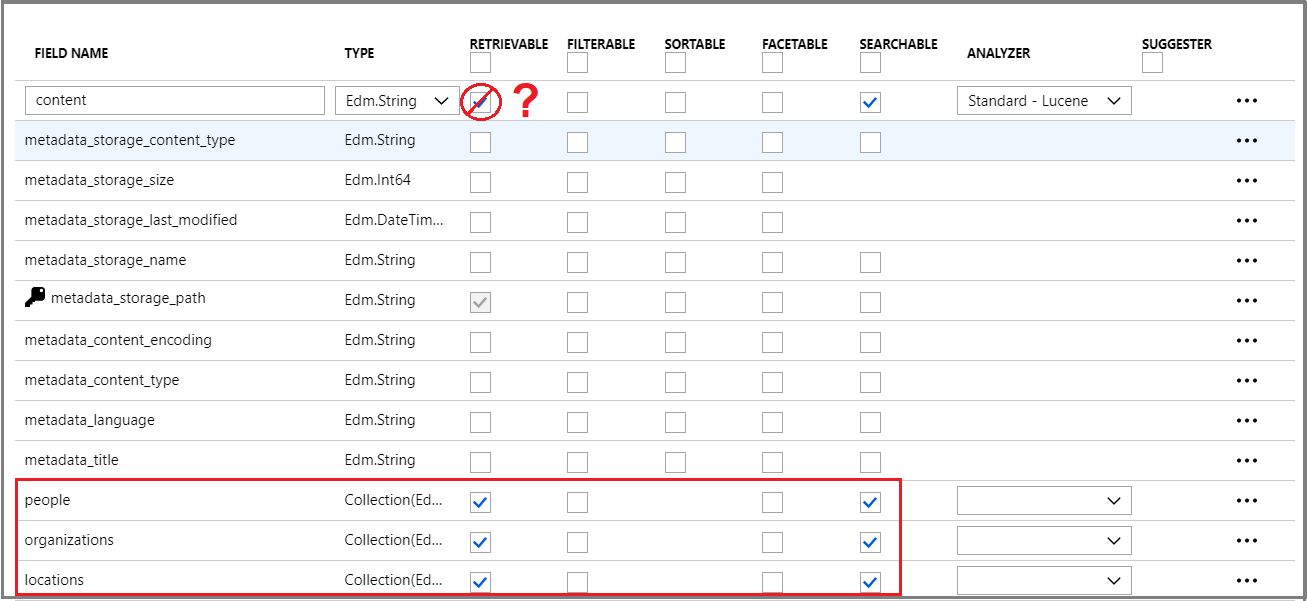 FIELD NAME TYPE RETRIEVABLE FILTERABLE SORTABLE FACETABLE SEARCHABLE ANALYZER SUGGESTER
content Edm.String ? Standard - Lucene
metadata_storage_content_type Edm.String
metadata_storage_size Edm.Int64
metadata_storage_last_modified Edm.DateTim...
metadata_storage_name Edm.String
metadata_storage_path Edm.String
metadata_content_encoding Edm.String
metadata_content_type Edm.String
metadata_language Edm.String
metadata_title Edm.String
people Collection(Ed...
organizations Collection(Ed...
locations Collection(Ed...